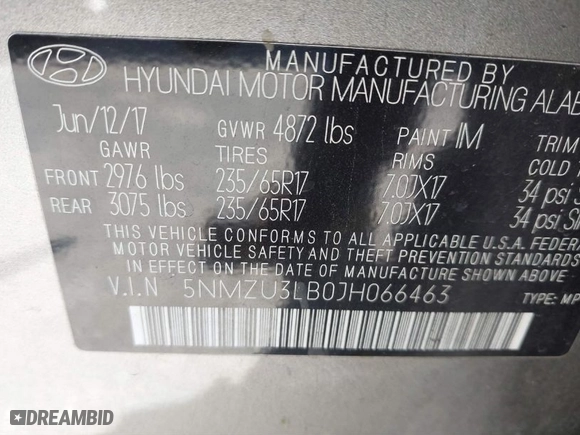 MANUFACTURED BY
HYUNDAI MOTOR MANUFACTURING ALAB
Jun/12/17 GVWR 4872 lbs PAINT IM TRIM
GAWR TIRES RIMS COLD
FRONT 2976 lbs 235/65R17 7.0JX17 34 psi
REAR 3075 lbs 235/65R17 7.0JX17 34 psi Sin
THIS VEHICLE CONFORMS TO ALL APPLICABLE U.S.A. FEDER
MOTOR VEHICLE SAFETY AND THEFT PREVENTION STANDARDS
IN EFFECT ON THE DATE OF MANUFACTURE SHOWN ABOVE.
V.I.N 5NMZU3LB0JH066463 TYPE: MP
DREAMBID